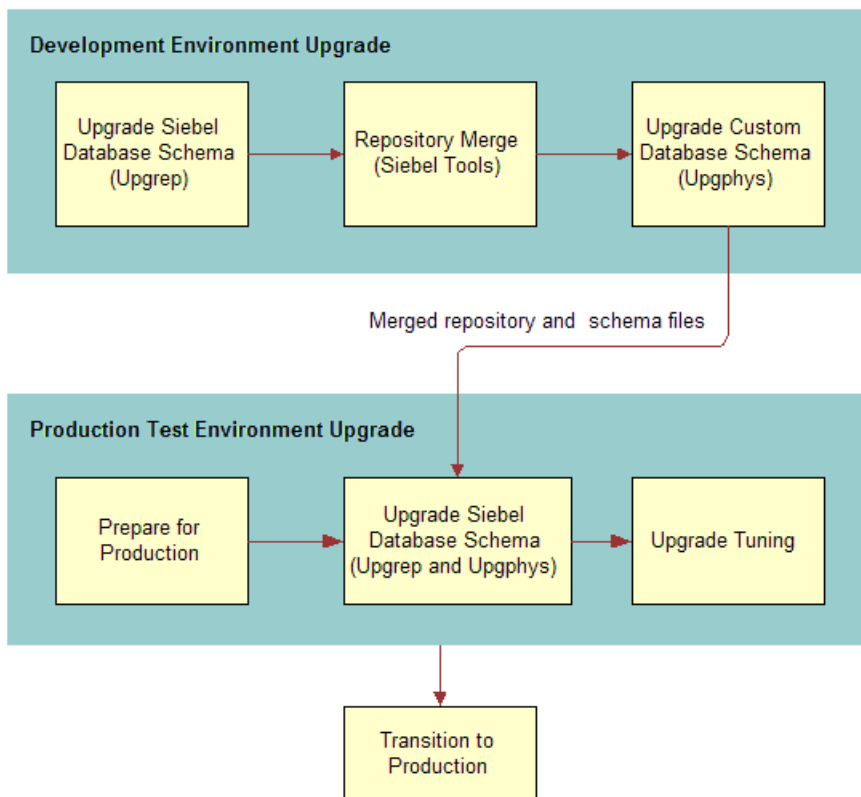 Development Environment Upgrade
Upgrade Siebel
Database Schema
(Upgrep)
Repository Merge
(Siebel Tools)
Upgrade Custom
Database Schema
(Upgphys)
Merged repository and schema files
Production Test Environment Upgrade
Prepare for
Production
Upgrade Siebel
Database Schema
(Upgrep and Upgphys)
Upgrade Tuning
Transition to
Production